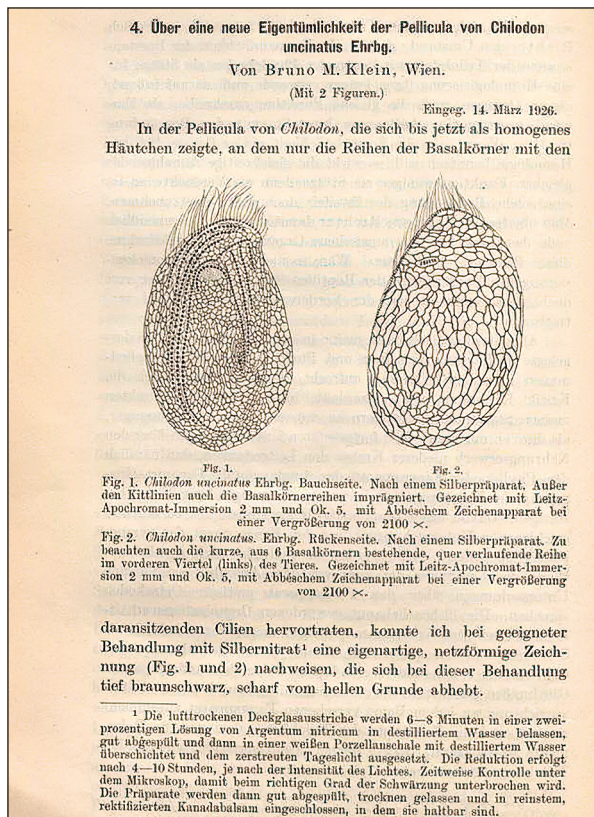 4. Über eine neue Eigentümlichkeit der Pellicula von Chilodon
uncinatus Ehrbg.
Von Bruno M. Klein, Wien.
(Mit 2 Figuren.)
Eingeg. 14. März 1926.
In der Pellicula von Chilodon, die sich bis jetzt als homogenes
Häutchen zeigte, an dem nur die Reihen der Basalkörner mit den
Fig. 1.
Fig. 2.
Fig. 1. Chilodon uncinatus Ehrbg. Bauchseite. Nach einem Silberpräparat. Außer
den Kittlinien auch die Basalkörnerreihen imprägniert. Gezeichnet mit Leitz-
Apochromat-Immersion 2 mm und Ok. 5, mit Abbéschem Zeichenapparat bei
einer Vergrößerung von 2100 ×.
Fig. 2. Chilodon uncinatus. Ehrbg. Rückenseite. Nach einem Silberpräparat. Zu
beachten auch die kurze, aus 6 Basalkörnern bestehende, quer verlaufende Reihe
im vorderen Viertel (links) des Tieres. Gezeichnet mit Leitz-Apochromat-Immer-
sion 2 mm und Ok. 5, mit Abbéschem Zeichenapparat bei einer Vergrößerung
von 2100 ×.
daransitzenden Cilien hervortraten, konnte ich bei geeigneter
Behandlung mit Silbernitrat¹ eine eigenartige, netzförmige Zeich-
nung (Fig. 1 und 2) nachweisen, die sich bei dieser Behandlung
tief braunschwarz, scharf vom hellen Grunde abhebt.
¹ Die lufttrockenen Deckglasausstriche werden 6—8 Minuten in einer zwei-
prozentigen Lösung von Argentum nitricum in destilliertem Wasser belassen,
gut abgespült und dann in einer weißen Porzellanschale mit destilliertem Wasser
überschichtet und dem zerstreuten Tageslicht ausgesetzt. Die Reduktion erfolgt
nach 4—10 Stunden, je nach der Intensität des Lichtes. Zeitweise Kontrolle unter
dem Mikroskop, damit beim richtigen Grad der Schwärzung unterbrochen wird.
Die Präparate werden dann gut abgespült, trocknen gelassen und in reinstem,
rektifizierten Kanadabalsam eingeschlossen, in dem sie haltbar sind.